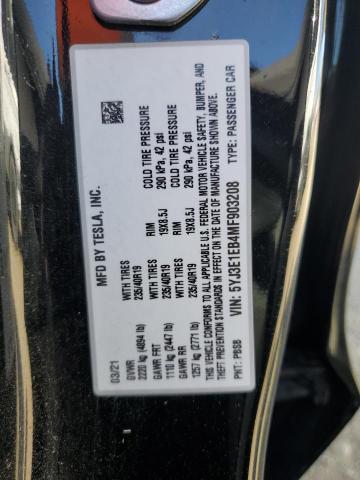 MFD BY TESLA, INC.
03/21
GVWR
2220 kg (4894 lb)
GAWR FRT WITH TIRES RIM COLD TIRE PRESSURE
1110 kg (2447 lb) 235/40R19 19X8.5J 290 kPa, 42 psi
GAWR RR WITH TIRES RIM COLD TIRE PRESSURE
1257 kg (2771 lb) 235/40R19 19X8.5J 290 kPa, 42 psi
THIS VEHICLE CONFORMS TO ALL APPLICABLE U.S. FEDERAL MOTOR VEHICLE SAFETY, BUMPER, AND
THEFT PREVENTION STANDARDS IN EFFECT ON THE DATE OF MANUFACTURE SHOWN ABOVE.
VIN: 5YJ3E1EB4MF903208 TYPE: PASSENGER CAR
PNT: PBSB